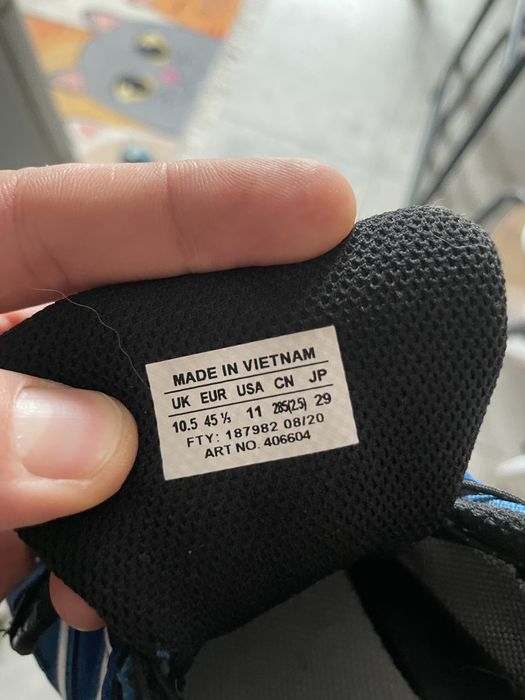 MADE IN VIETNAM
UK EUR USA CN JP
10.5 45 ⅓ 11 285(2.5) 29
FTY: 187982 08/20
ART NO. 406604